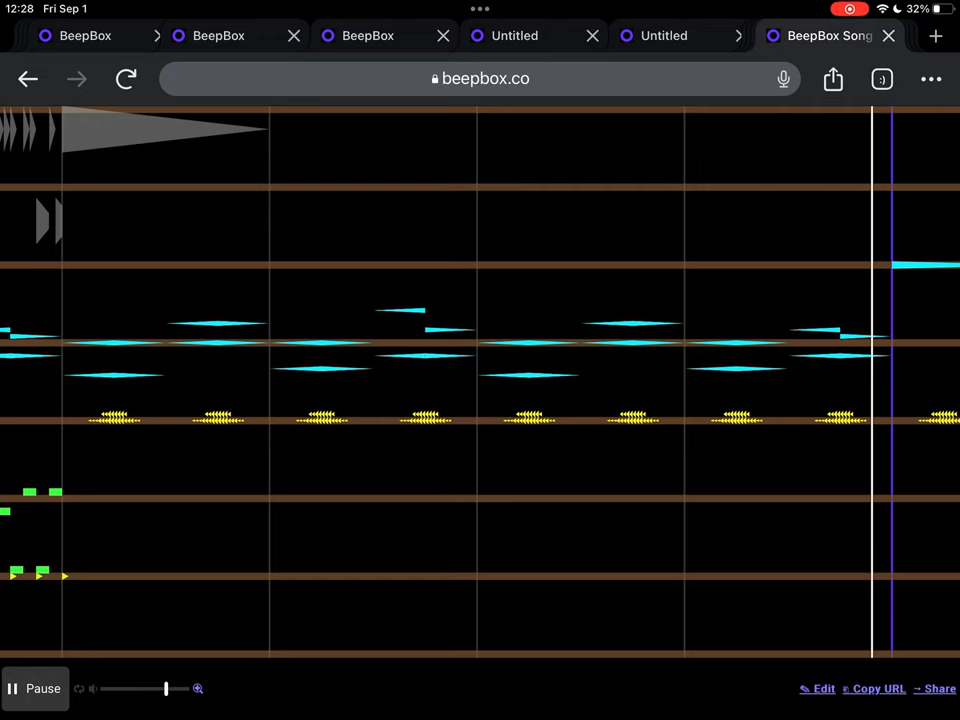 12:28 Fri Sep 1 32%
BeepBox BeepBox BeepBox Untitled Untitled BeepBox Song
beepbox.co :)
Pause Edit Copy URL Share